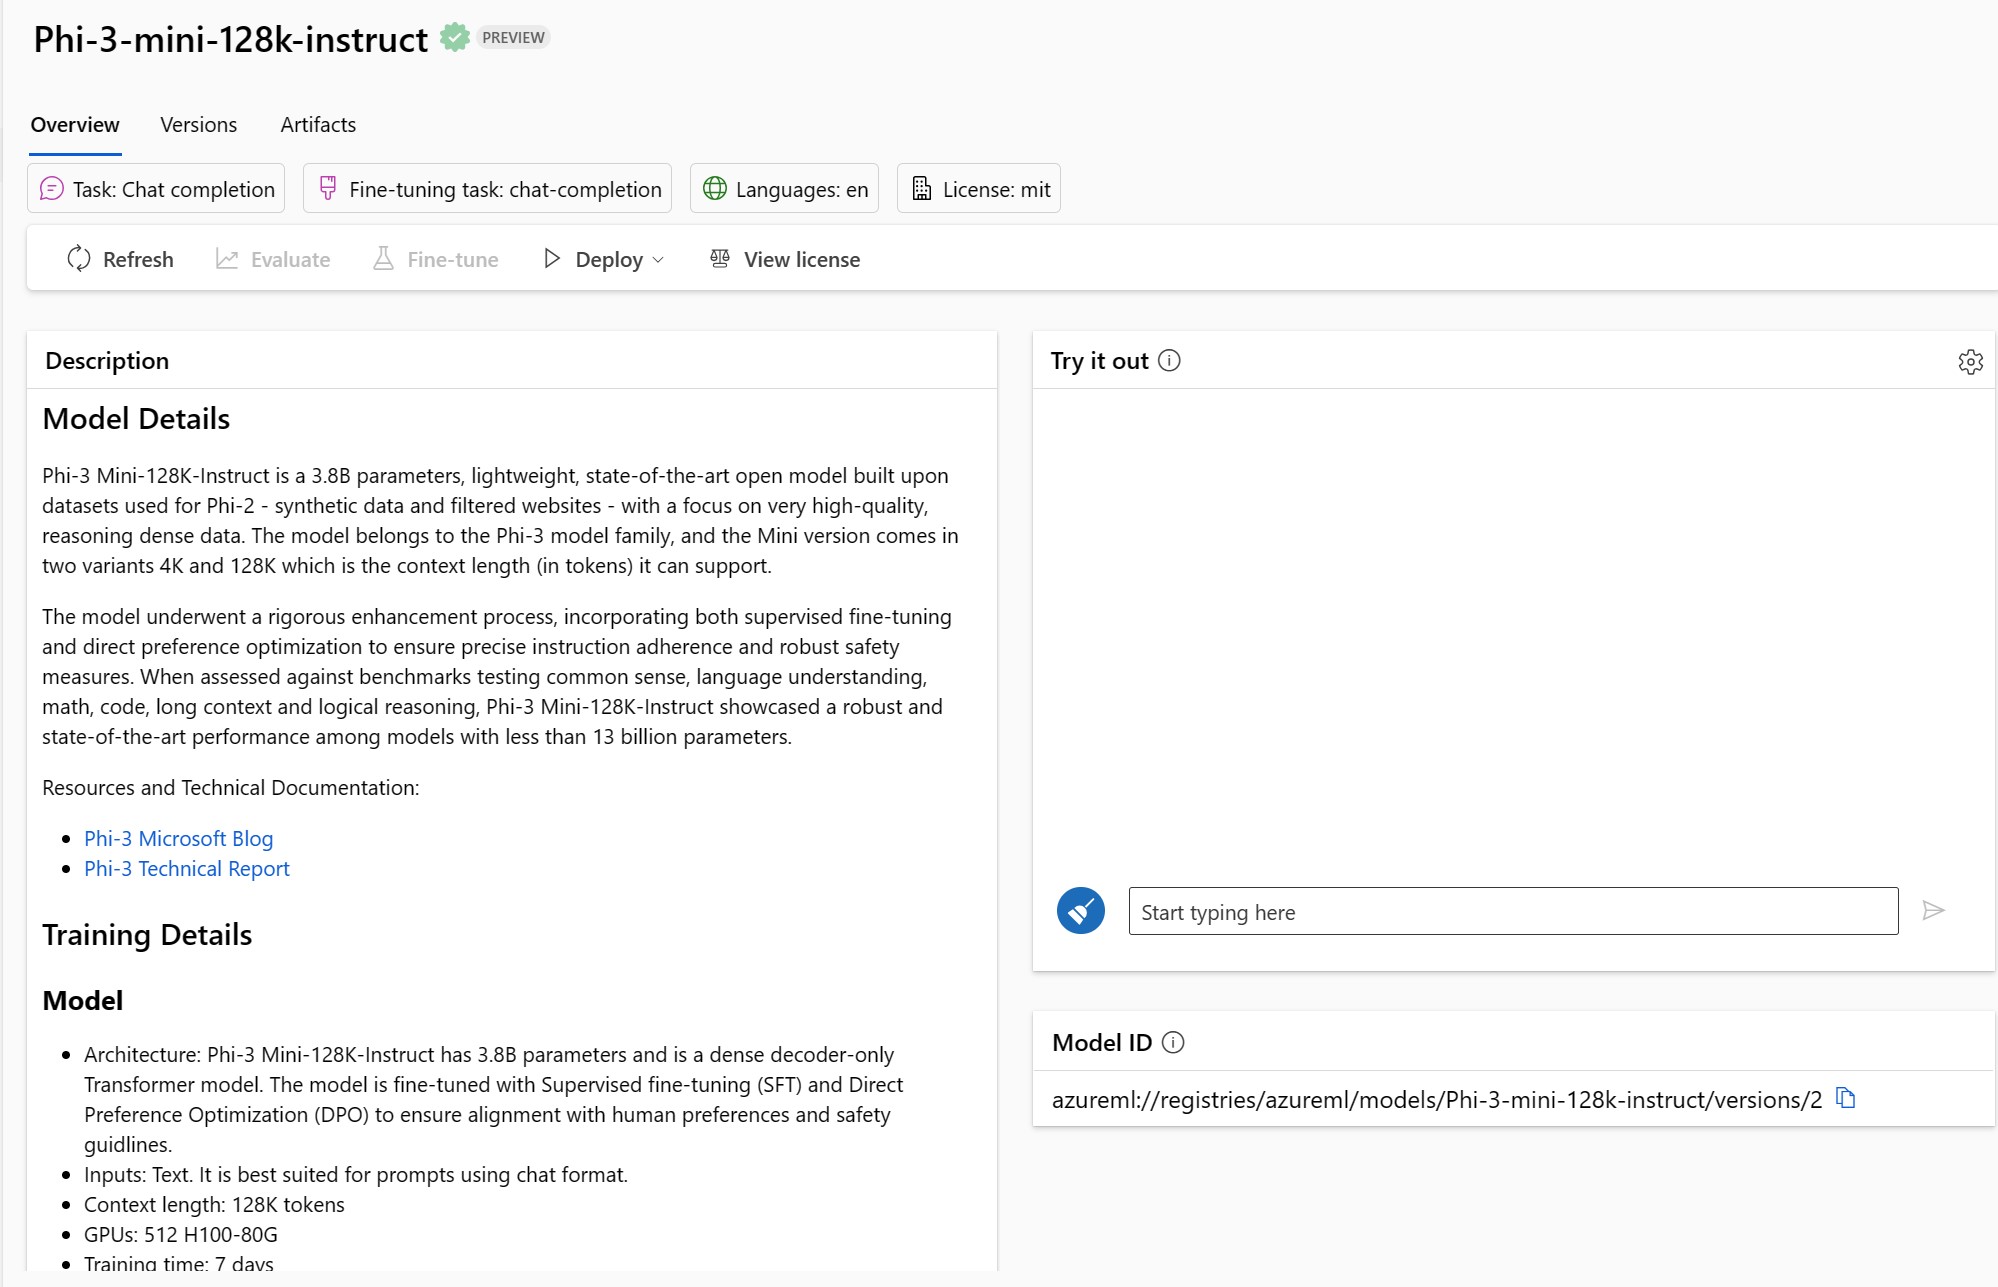 Phi-3-mini-128k-instruct PREVIEW
Overview Versions Artifacts
Task: Chat completion Fine-tuning task: chat-completion Languages: en License: mit
Refresh Evaluate Fine-tune Deploy View license
Description
Model Details
Phi-3 Mini-128K-Instruct is a 3.8B parameters, lightweight, state-of-the-art open model built upon
datasets used for Phi-2 - synthetic data and filtered websites - with a focus on very high-quality,
reasoning dense data. The model belongs to the Phi-3 model family, and the Mini version comes in
two variants 4K and 128K which is the context length (in tokens) it can support.
The model underwent a rigorous enhancement process, incorporating both supervised fine-tuning
and direct preference optimization to ensure precise instruction adherence and robust safety
measures. When assessed against benchmarks testing common sense, language understanding,
math, code, long context and logical reasoning, Phi-3 Mini-128K-Instruct showcased a robust and
state-of-the-art performance among models with less than 13 billion parameters.
Resources and Technical Documentation:
• Phi-3 Microsoft Blog
• Phi-3 Technical Report
Training Details
Model
• Architecture: Phi-3 Mini-128K-Instruct has 3.8B parameters and is a dense decoder-only
Transformer model. The model is fine-tuned with Supervised fine-tuning (SFT) and Direct
Preference Optimization (DPO) to ensure alignment with human preferences and safety
guidlines.
• Inputs: Text. It is best suited for prompts using chat format.
• Context length: 128K tokens
• GPUs: 512 H100-80G
• Training time: 7 days
Try it out
Start typing here
Model ID
azureml://registries/azureml/models/Phi-3-mini-128k-instruct/versions/2